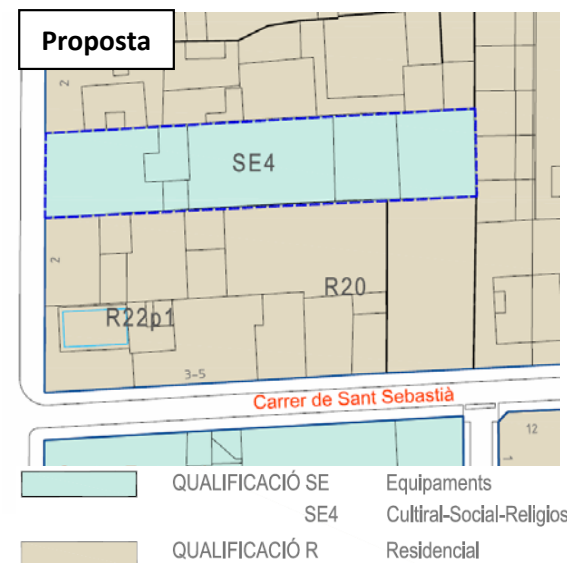 Proposta
2
SE4
2
R20
R22p1
3-5
Carrer de Sant Sebastià
12
QUALIFICACIÓ SE Equipaments
SE4 Cultiral-Social-Religios
QUALIFICACIÓ R Residencial